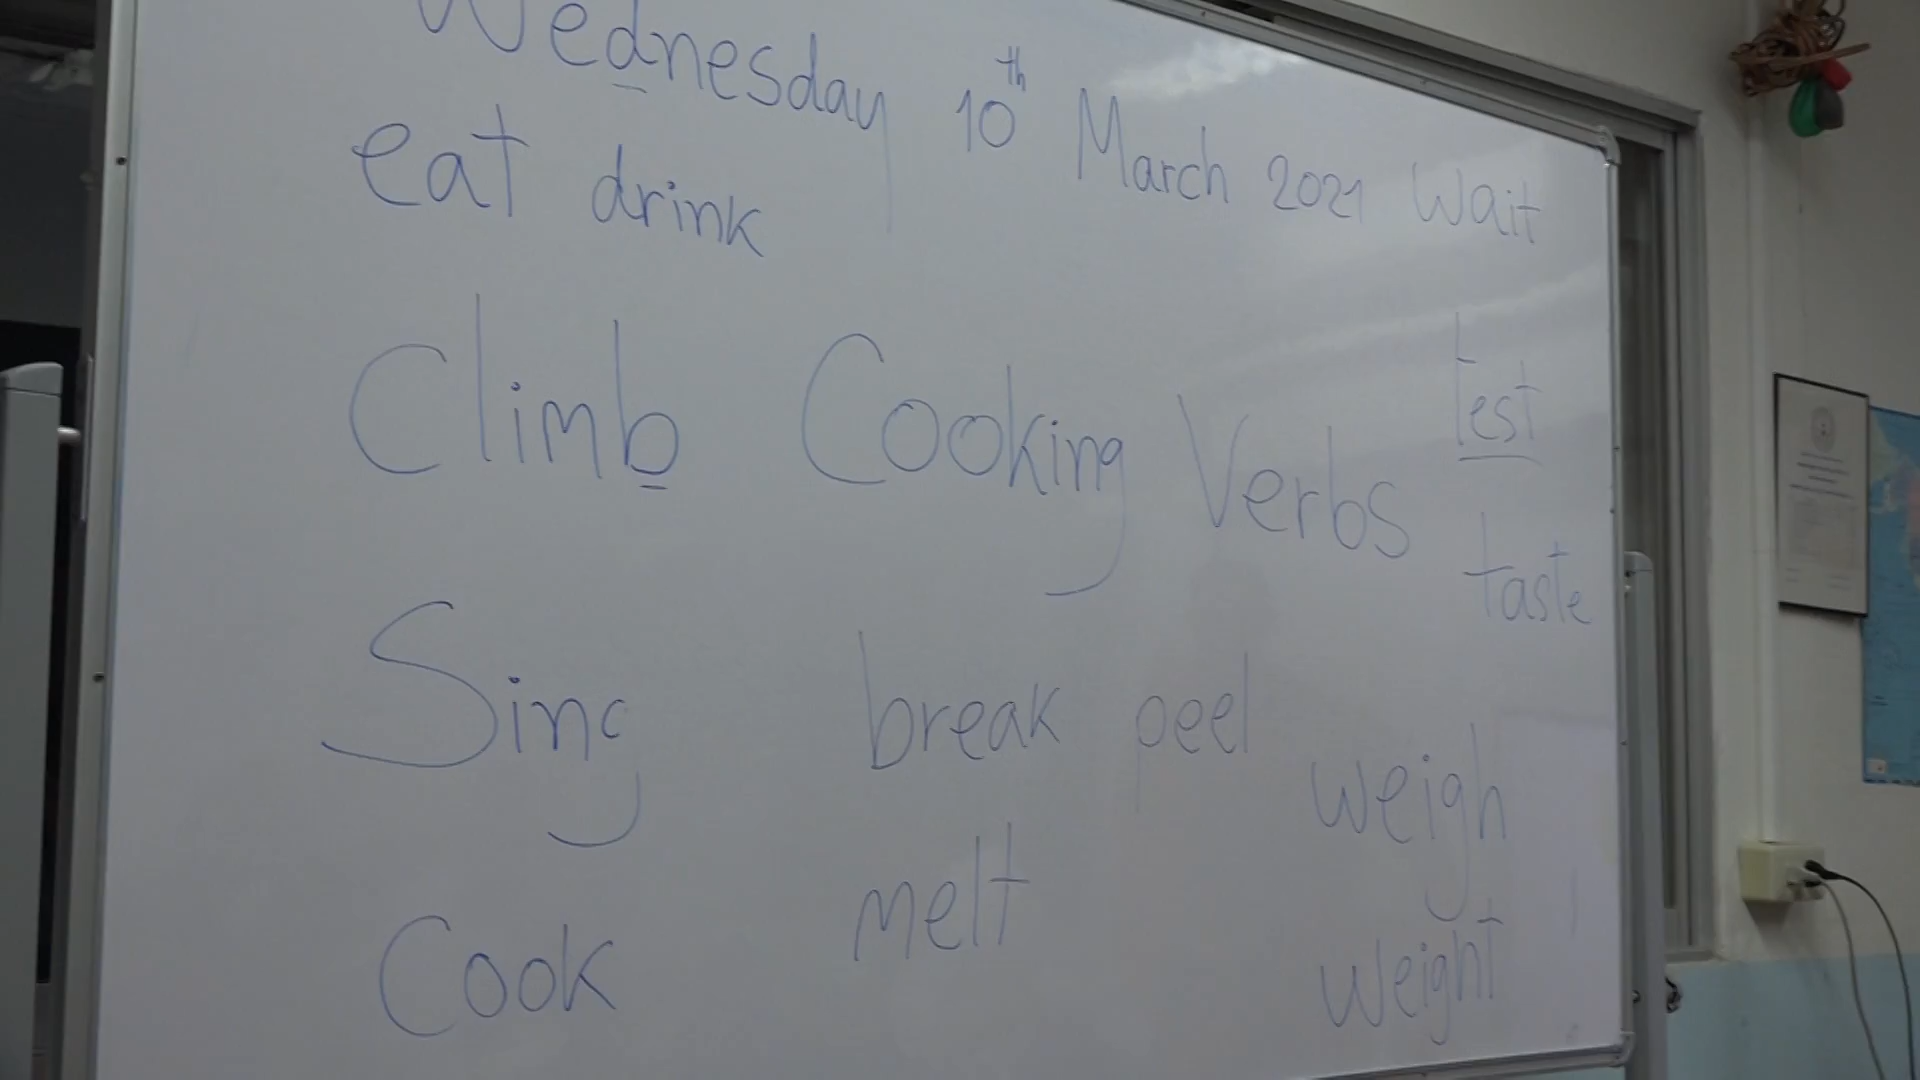 Wednesday 10th March 2021 Wait
eat drink
Climb Cooking Verbs test
taste
Sing break peel
weigh
Cook melt
weight